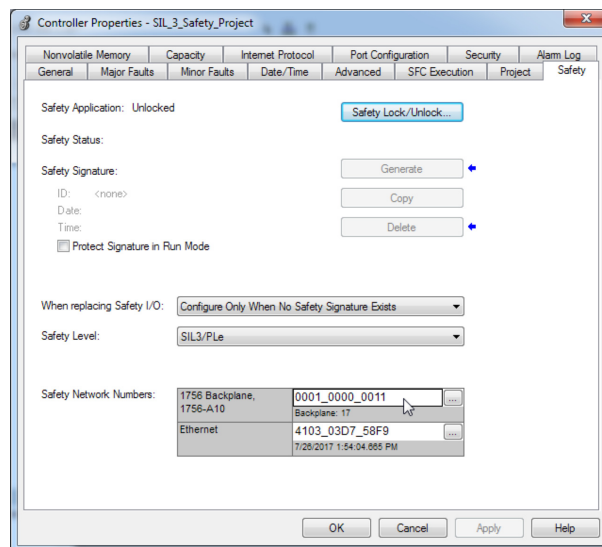 Controller Properties - SIL_3_Safety_Project
Nonvolatile Memory Capacity Internet Protocol Port Configuration Security Alarm Log
General Major Faults Minor Faults Date/Time Advanced SFC Execution Project Safety
Safety Application: Unlocked Safety Lock/Unlock...
Safety Status:
Safety Signature: Generate
ID: <none> Copy
Date:
Time: Delete
Protect Signature in Run Mode
When replacing Safety I/O: Configure Only When No Safety Signature Exists
Safety Level: SIL3/PLe
Safety Network Numbers: 1756 Backplane, 0001_0000_0011 ...
1756-A10 Backplane: 17
Ethernet 4103_03D7_58F9 ...
7/26/2017 1:54:04.665 PM
OK Cancel Apply Help